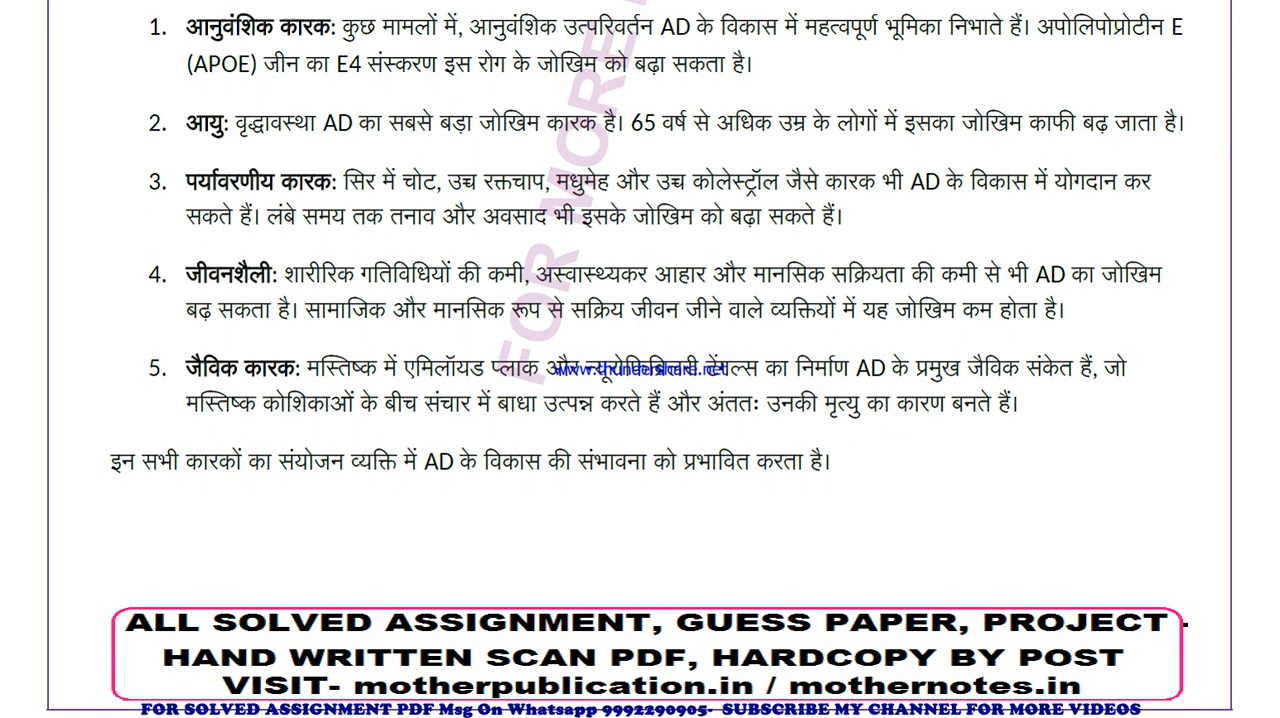 1. आनुवंशिक कारक: कुछ मामलों में, आनुवंशिक उत्परिवर्तन AD के विकास में महत्वपूर्ण भूमिका निभाते हैं। अपोलिपोप्रोटीन E
(APOE) जीन का E4 संस्करण इस रोग के जोखिम को बढ़ा सकता है।
2. आयु: वृद्धावस्था AD का सबसे बड़ा जोखिम कारक है। 65 वर्ष से अधिक उम्र के लोगों में इसका जोखिम काफी बढ़ जाता है।
3. पर्यावरणीय कारक: सिर में चोट, उच्च रक्तचाप, मधुमेह और उच्च कोलेस्ट्रॉल जैसे कारक भी AD के विकास में योगदान कर
सकते हैं। लंबे समय तक तनाव और अवसाद भी इसके जोखिम को बढ़ा सकते हैं।
4. जीवनशैली: शारीरिक गतिविधियों की कमी, अस्वास्थ्यकर आहार और मानसिक सक्रियता की कमी से भी AD का जोखिम
बढ़ सकता है। सामाजिक और मानसिक रूप से सक्रिय जीवन जीने वाले व्यक्तियों में यह जोखिम कम होता है।
5. जैविक कारक: मस्तिष्क में एमिलॉयड प्लाक और का निर्माण AD के प्रमुख जैविक संकेत हैं, जो
www.thundershare.net
मस्तिष्क कोशिकाओं के बीच संचार में बाधा उत्पन्न करते हैं और अंततः उनकी मृत्यु का कारण बनते हैं।
इन सभी कारकों का संयोजन व्यक्ति में AD के विकास की संभावना को प्रभावित करता है।
FOR MORE
ALL SOLVED ASSIGNMENT, GUESS PAPER, PROJECT -
HAND WRITTEN SCAN PDF, HARDCOPY BY POST
VISIT- motherpublication.in / mothernotes.in
FOR SOLVED ASSIGNMENT PDF Msg On Whatsapp 9992290905- SUBSCRIBE MY CHANNEL FOR MORE VIDEOS